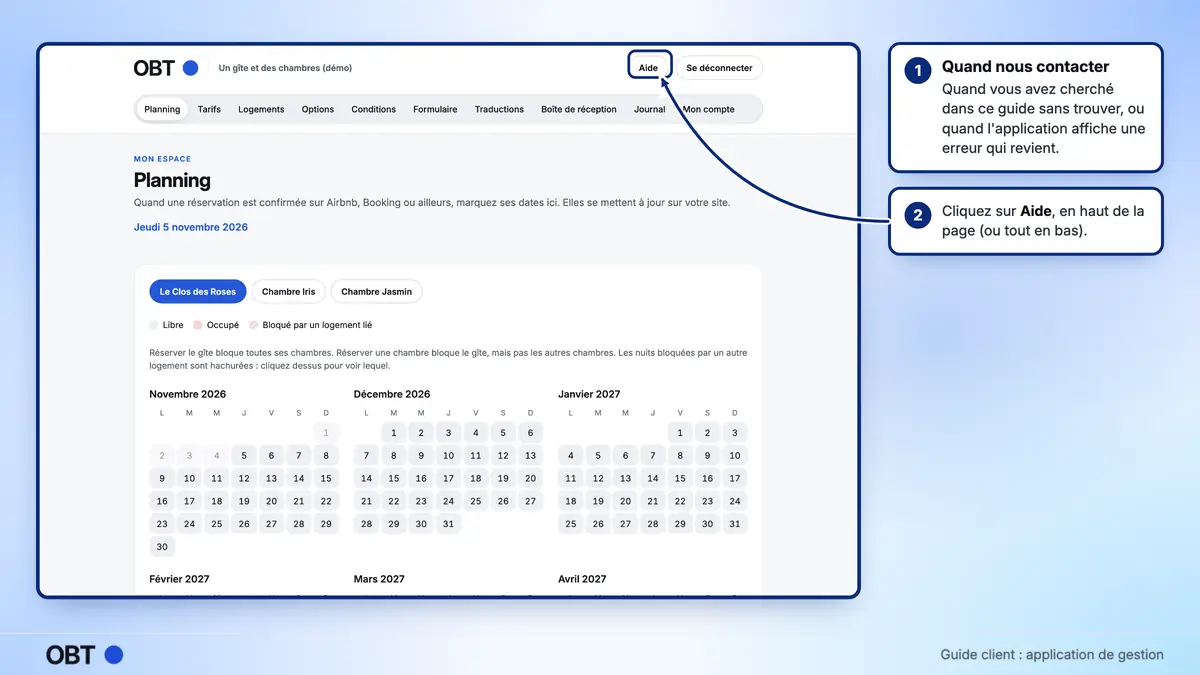 OBT
Un gîte et des chambres (démo)
Aide
Se déconnecter
Planning
Tarifs
Logements
Options
Conditions
Formulaire
Traductions
Boîte de réception
Journal
Mon compte
MON ESPACE
Planning
Quand une réservation est confirmée sur Airbnb, Booking ou ailleurs, marquez ses dates ici. Elles se mettent à jour sur votre site.
Jeudi 5 novembre 2026
Le Clos des Roses
Chambre Iris
Chambre Jasmin
Libre
Occupé
Bloqué par un logement lié
Réserver le gîte bloque toutes ses chambres. Réserver une chambre bloque le gîte, mais pas les autres chambres. Les nuits bloquées par un autre
logement sont hachurées : cliquez dessus pour voir lequel.
Novembre 2026
L M M J V S D
1
2 3 4 5 6 7 8
9 10 11 12 13 14 15
16 17 18 19 20 21 22
23 24 25 26 27 28 29
30
Décembre 2026
L M M J V S D
1 2 3 4 5 6
7 8 9 10 11 12 13
14 15 16 17 18 19 20
21 22 23 24 25 26 27
28 29 30 31
Janvier 2027
L M M J V S D
1 2 3
4 5 6 7 8 9 10
11 12 13 14 15 16 17
18 19 20 21 22 23 24
25 26 27 28 29 30 31
Février 2027
Mars 2027
Avril 2027
1
Quand nous contacter
Quand vous avez cherché
dans ce guide sans trouver, ou
quand l'application affiche une
erreur qui revient.
2
Cliquez sur Aide, en haut de la
page (ou tout en bas).
OBT
Guide client : application de gestion